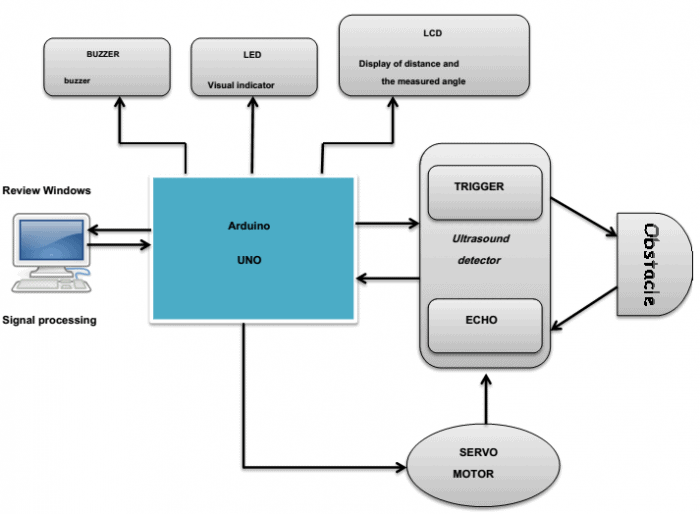 BUZZER
buzzer
LED
Visual indicator
LCD
Display of distance and
the measured angle
Review Windows
Signal processing
Arduino
UNO
TRIGGER
Ultrasound
detector
ECHO
Obstacle
SERVO
MOTOR